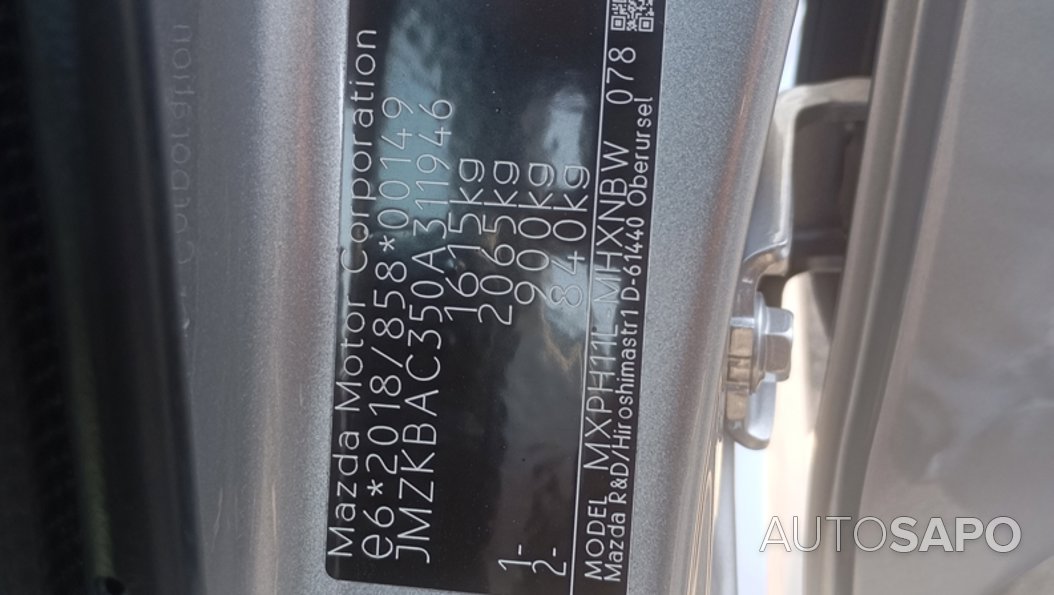 Mazda Motor Corporation
e6*2018/858*00149
JMZKBAC350A311946
1615kg
2065kg
1- 900kg
2- 840kg
MODEL MXPH11L-MHXNBW 078
Mazda R&D/Hiroshimastr1 D-61440 Oberursel
AUTOSAPO